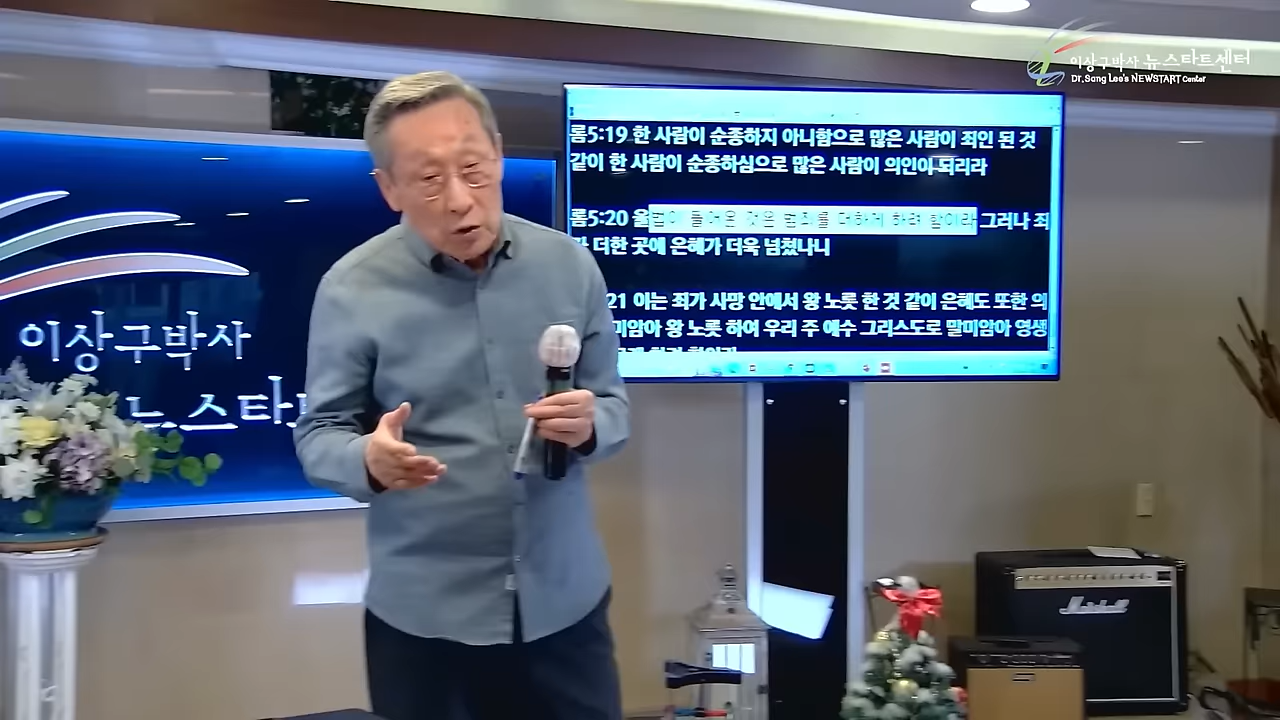 이상구박사 뉴스타트센터
Dr. Sang Lee's NEWSTART Center
롬5:19 한 사람이 순종하지 아니함으로 많은 사람이 죄인 된 것
같이 한 사람이 순종하심으로 많은 사람이 의인이 되리라
롬5:20 율법이 들어온 것은 범죄를 더하게 하려 함이라 그러나 죄
가 더한 곳에 은혜가 더욱 넘쳤나니
21 이는 죄가 사망 안에서 왕 노릇 한 것 같이 은혜도 또한 의
미암아 왕 노릇 하여 우리 주 예수 그리스도로 말미암아 영생
이상구박사
뉴스타트
Marshall